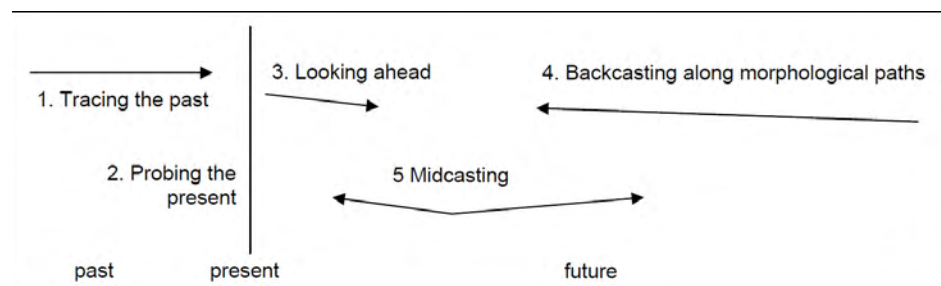 3. Looking ahead
4. Backcasting along morphological paths
1. Tracing the past
2. Probing the
present
5 Midcasting
past
present
future